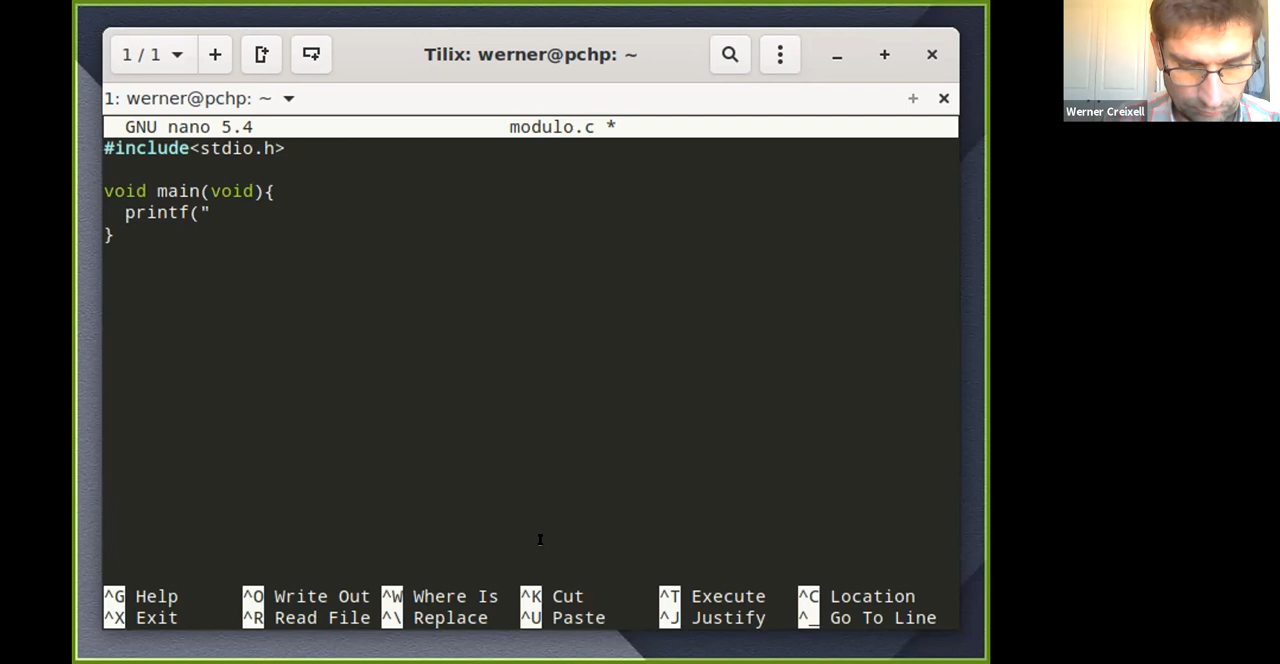 1 / 1
Tilix: werner@pchp: ~
1: werner@pchp: ~
GNU nano 5.4 modulo.c *
#include<stdio.h>
void main(void){
  printf("
}
^G Help ^O Write Out ^W Where Is ^K Cut ^T Execute ^C Location
^X Exit ^R Read File ^\ Replace ^U Paste ^J Justify ^_ Go To Line
Werner Creixell